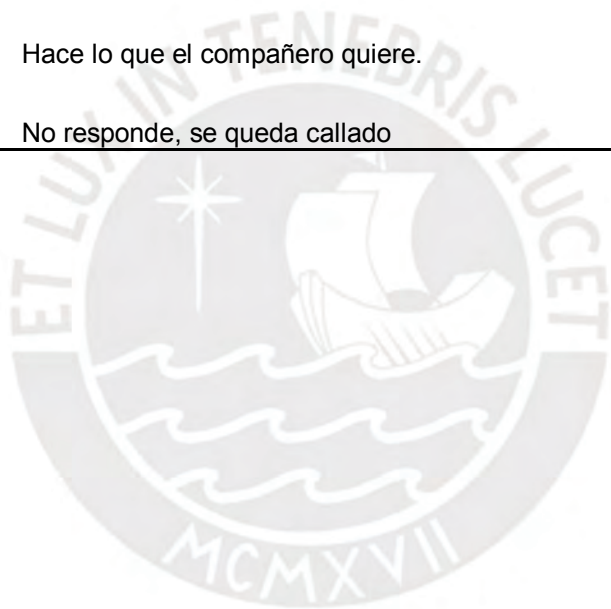 Hace lo que el compañero quiere.
No responde, se queda callado
ET LUX IN TENEBRIS LUCET
MCMXVII